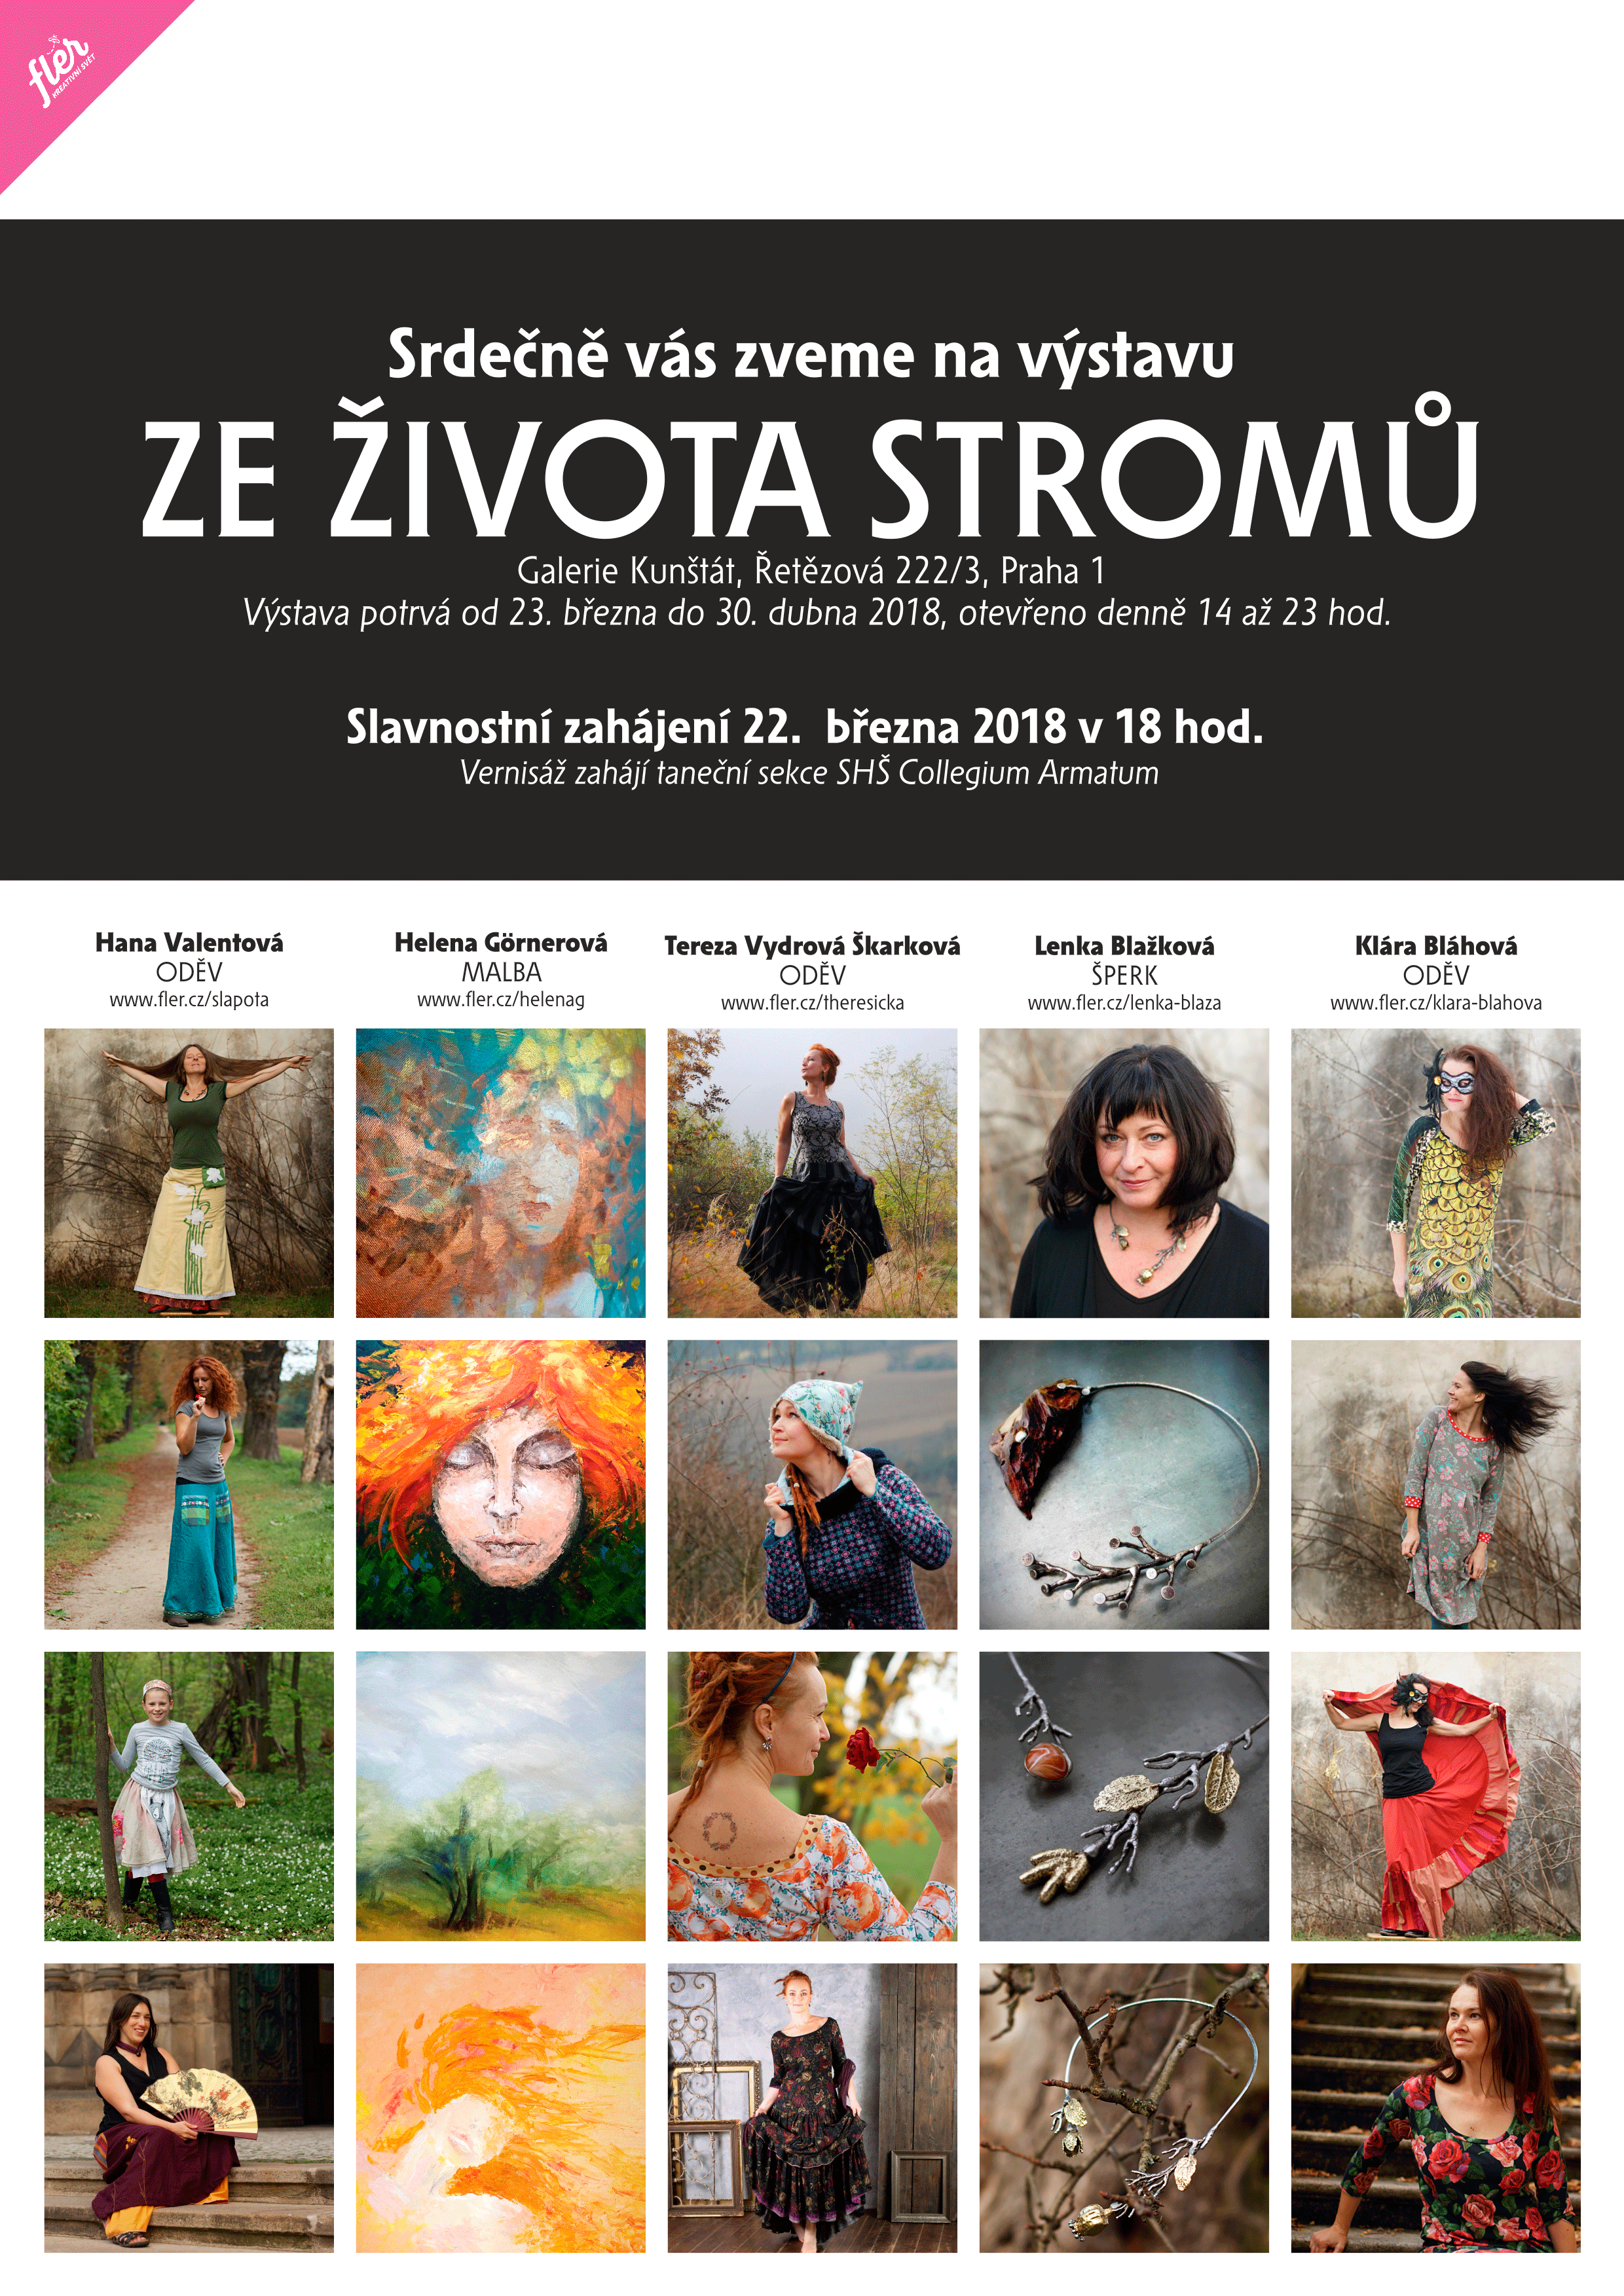 fler
KREATIVNÍ SVĚT
Srdečně vás zveme na výstavu
ZE ŽIVOTA STROMŮ
Galerie Kunštát, Řetězová 222/3, Praha 1
Výstava potrvá od 23. března do 30. dubna 2018, otevřeno denně 14 až 23 hod.
Slavnostní zahájení 22. března 2018 v 18 hod.
Vernisáž zahájí taneční sekce SHŠ Collegium Armatum
Hana Valentová
ODĚV
www.fler.cz/slapota
Helena Görnerová
MALBA
www.fler.cz/helenag
Tereza Vydrová Škarková
ODĚV
www.fler.cz/theresicka
Lenka Blažková
ŠPERK
www.fler.cz/lenka-blaza
Klára Bláhová
ODĚV
www.fler.cz/klara-blahova